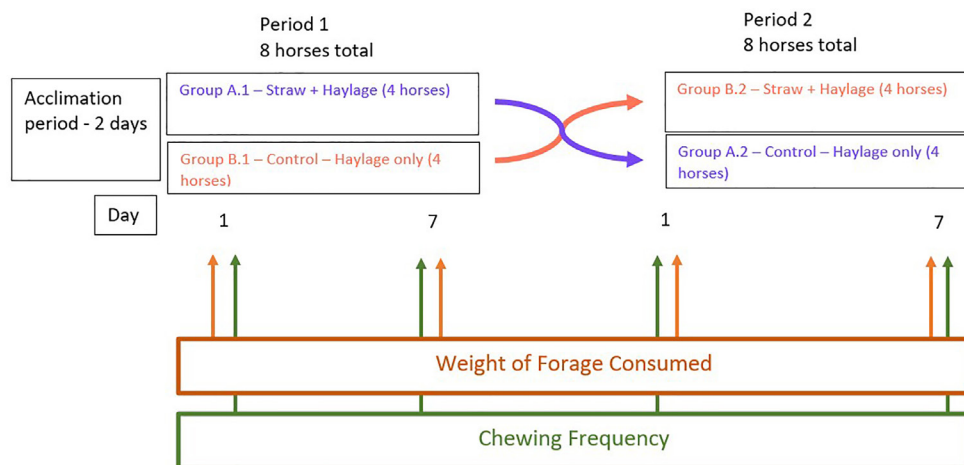 Period 1
8 horses total
Period 2
8 horses total
Acclimation
period - 2 days
Group A.1 – Straw + Haylage (4 horses)
Group B.1 – Control – Haylage only (4
horses)
Group B.2 – Straw + Haylage (4 horses)
Group A.2 – Control – Haylage only (4
horses)
Day
1
7
1
7
Weight of Forage Consumed
Chewing Frequency